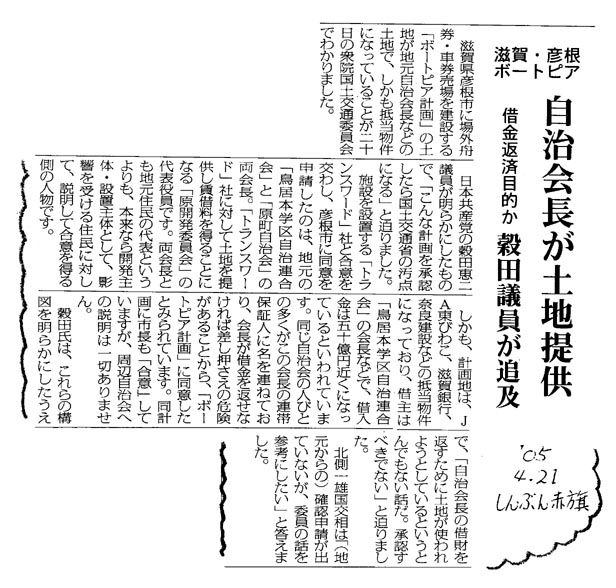 滋賀・彦根
ボートピア
自治会長が土地提供
借金返済目的か 穀田議員が追及
滋賀県彦根市に場外舟
券・車券売場を建設する
「ボートピア計画」の土
地が地元自治会長などの
土地で、しかも抵当物件
になっていることが二十
日の衆院国土交通委員会
でわかりました。
日本共産党の穀田恵二
議員が明らかにしたもの
で、「こんな計画を承認
したら国土交通省の汚点
になる」と迫りました。
施設を設置する「トラ
ンスワード」社と合意を
交わし、彦根市に同意を
申請したのは、地元の
「鳥居本学区自治連合
会」と「原町自治会」の
両会長。「トランスワー
ド」社に対して土地を提
供し賃借料を得ることに
なる「原開発委員会」の
代表役員です。両会長と
も地元住民の代表という
よりも、本来なら開発主
体・設置主体として、影
響を受ける住民に対し
て、説明して合意を得る
側の人物です。
しかも、計画地は、J
A東びわこ、滋賀銀行、
奈良建設などの抵当物件
になっており、借主は
「鳥居本学区自治連合
会」の会長などで、借入
金は五十億円近くになっ
ているといわれていま
す。同じ自治会の人びと
の多くがこの会長の連帯
保証人に名を連ねてお
り、会長が借金を返せな
ければ差し押さえの危険
があることから、「ボー
トピア計画」に同意した
とみられています。同計
画に市長も「合意」して
いますが、周辺自治会へ
の説明は一切ありませ
ん。
穀田氏は、これらの構
図を明らかにしたうえ
で、「自治会長の借財を
返すために土地が使われ
ようとしているというと
んでもない話だ。承認す
べきでない」と迫りまし
た。
北側一雄国交相は「(地
元からの)確認申請が出
ていないが、委員の話を
参考にしたい」と答えま
した。
'05
4.21
しんぶん赤旗